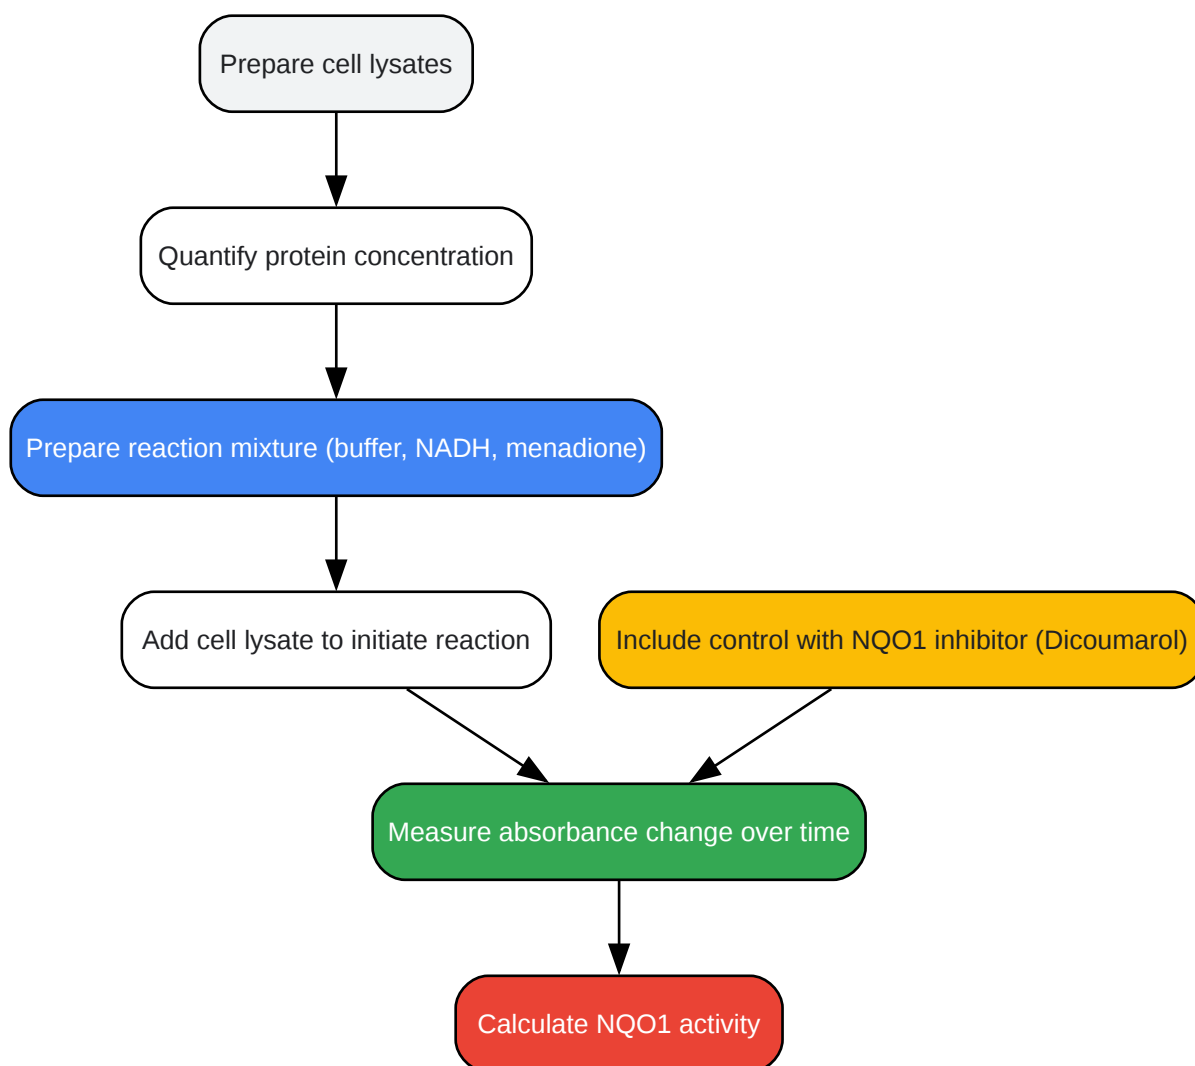 Prepare cell lysates
Quantify protein concentration
Prepare reaction mixture (buffer, NADH, menadione)
Add cell lysate to initiate reaction
Include control with NQO1 inhibitor (Dicoumarol)
Measure absorbance change over time
Calculate NQO1 activity